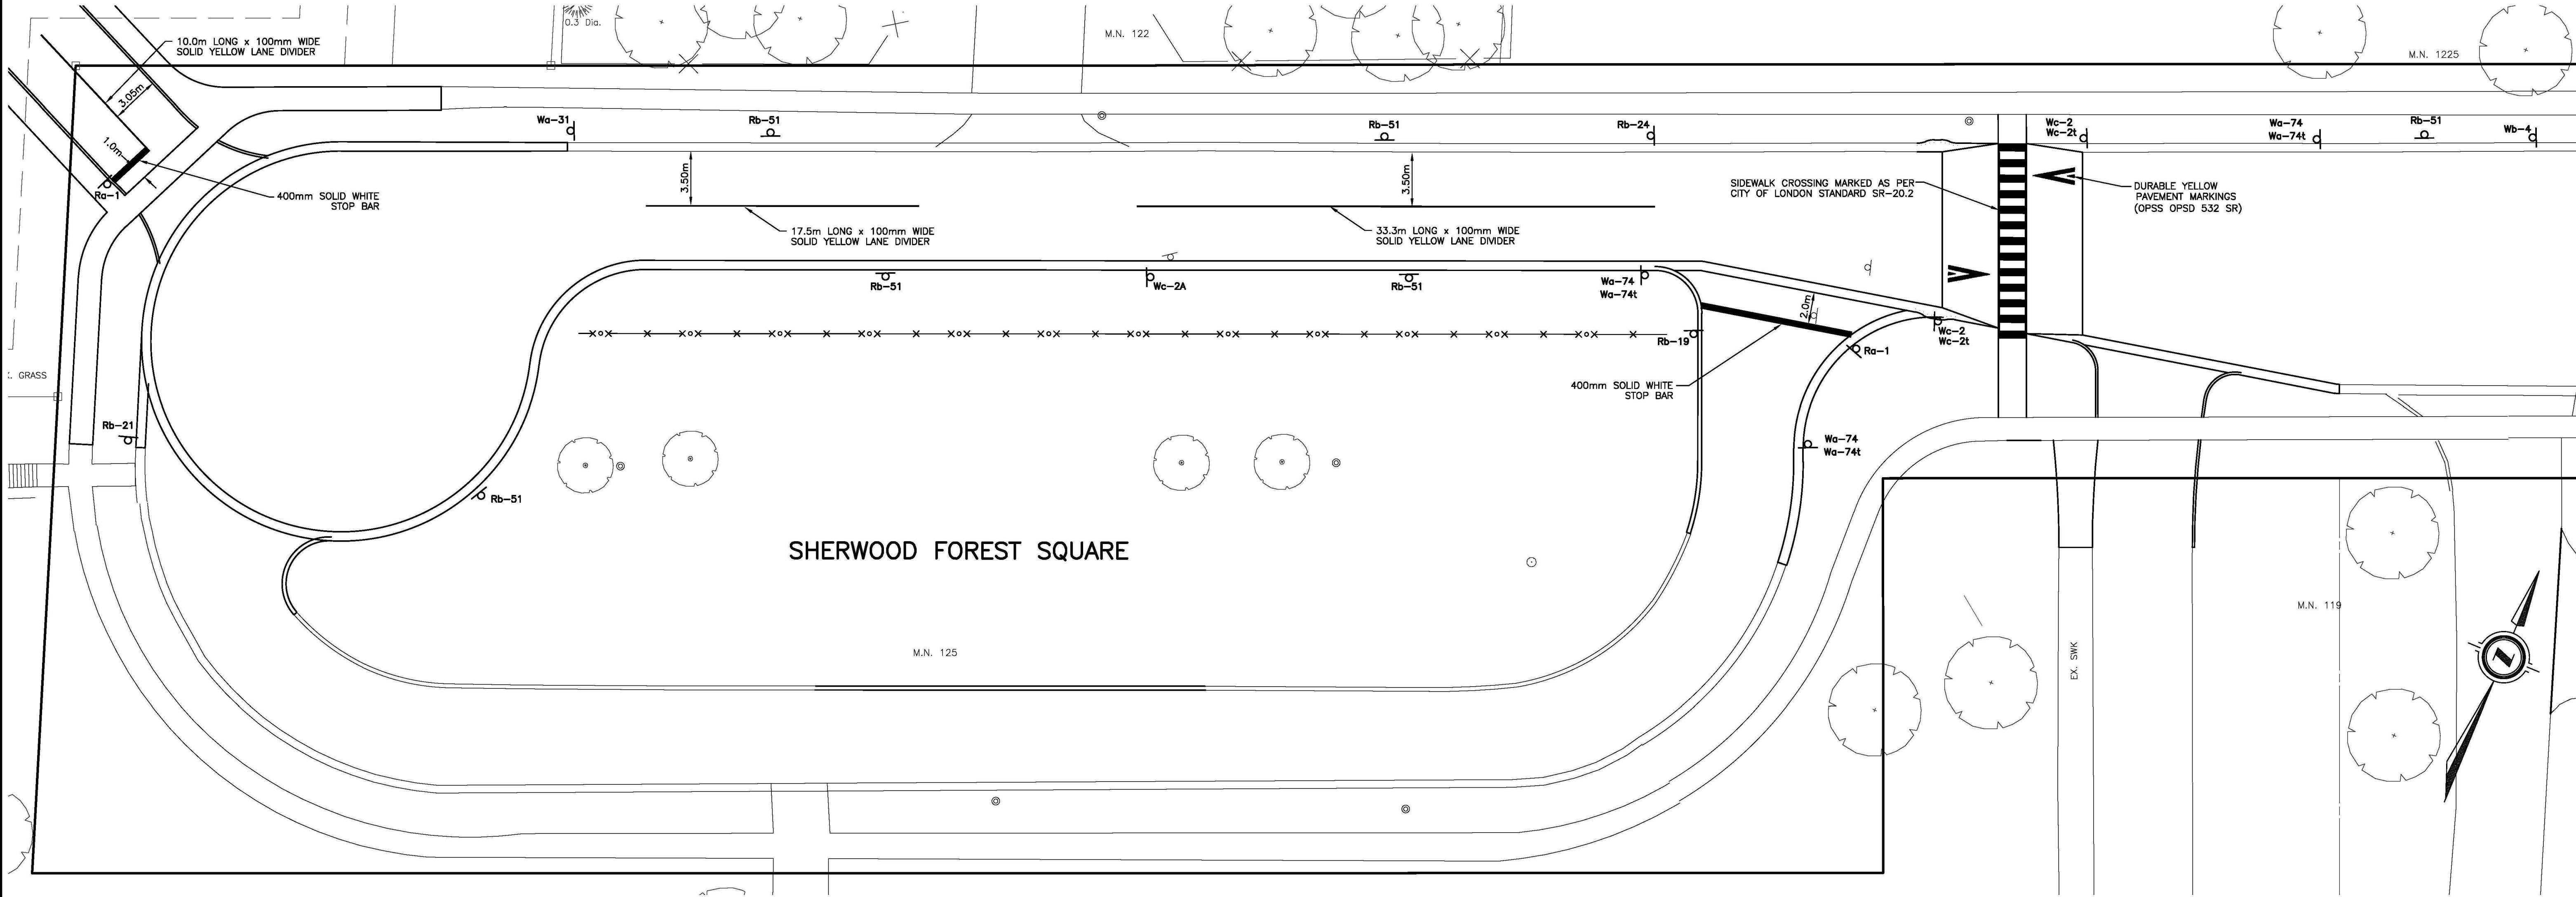 0.3 Dia.
M.N. 122
M.N. 1225
10.0m LONG x 100mm WIDE
SOLID YELLOW LANE DIVIDER
3.05m
1.0m
Ra-1
400mm SOLID WHITE
STOP BAR
Wa-31
Rb-51
Rb-51
Rb-24
Wc-2
Wc-2t
Wa-74
Wa-74t
Rb-51
Wb-4
3.50m
3.50m
SIDEWALK CROSSING MARKED AS PER
CITY OF LONDON STANDARD SR-20.2
DURABLE YELLOW
PAVEMENT MARKINGS
(OPSS OPSD 532 SR)
17.5m LONG x 100mm WIDE
SOLID YELLOW LANE DIVIDER
33.3m LONG x 100mm WIDE
SOLID YELLOW LANE DIVIDER
Rb-51
Wc-2A
Rb-51
Wa-74
Wa-74t
2.0m
Rb-19
Ra-1
Wc-2
Wc-2t
. GRASS
400mm SOLID WHITE
STOP BAR
Rb-21
Wa-74
Wa-74t
Rb-51
SHERWOOD FOREST SQUARE
M.N. 125
M.N. 119
EX. SWK
Z